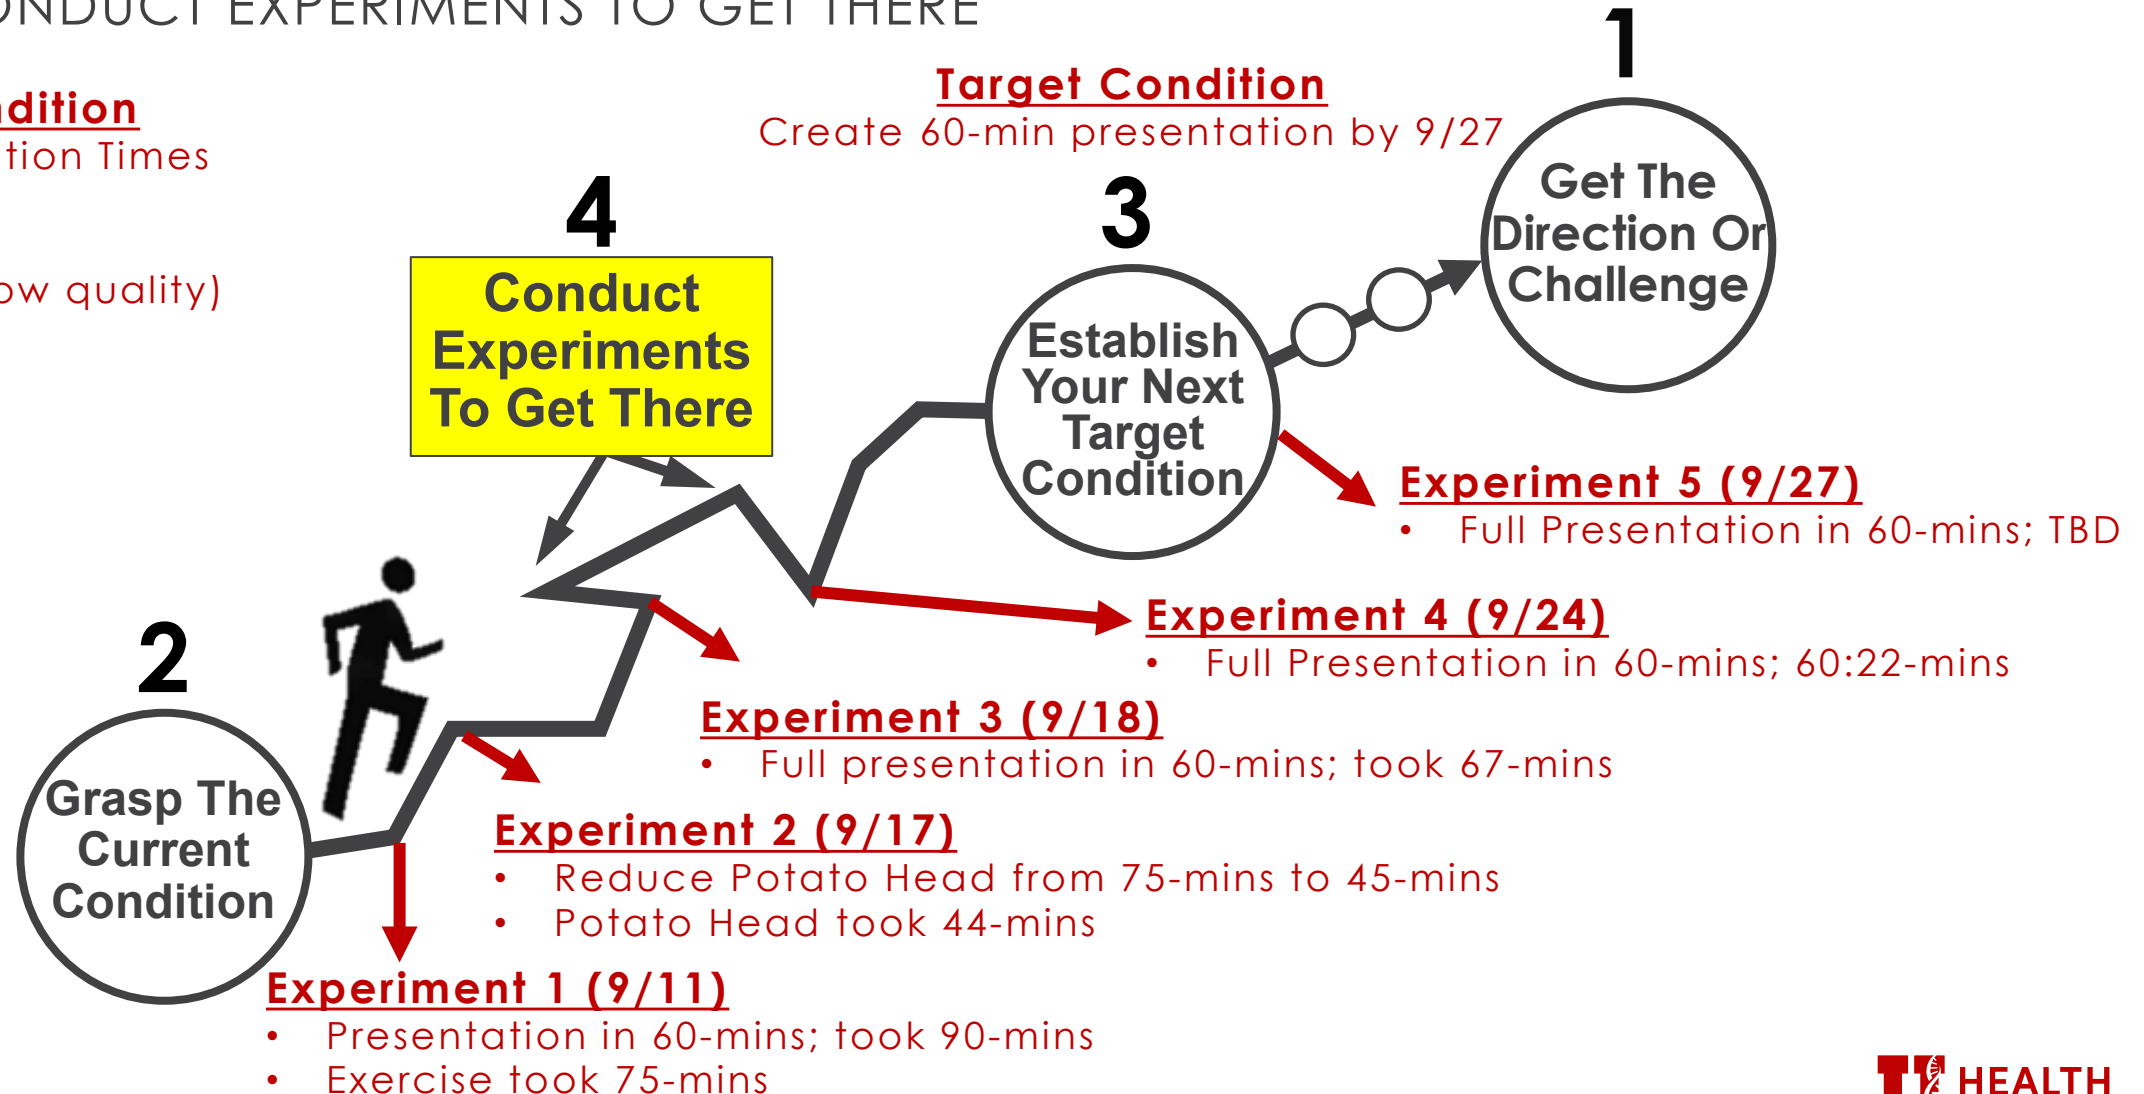 CONDUCT EXPERIMENTS TO GET THERE
1
Target Condition
Create 60-min presentation by 9/27
Times
quality)
Get The
Direction Or
Challenge
4
Conduct
Experiments
To Get There
3
Establish
Your Next
Target
Condition
2
Grasp The
Current
Condition
Experiment 5 (9/27)
• Full Presentation in 60-mins; TBD
Experiment 4 (9/24)
• Full Presentation in 60-mins; 60:22-mins
Experiment 3 (9/18)
• Full presentation in 60-mins; took 67-mins
Experiment 2 (9/17)
• Reduce Potato Head from 75-mins to 45-mins
• Potato Head took 44-mins
Experiment 1 (9/11)
• Presentation in 60-mins; took 90-mins
• Exercise took 75-mins
HEALTH